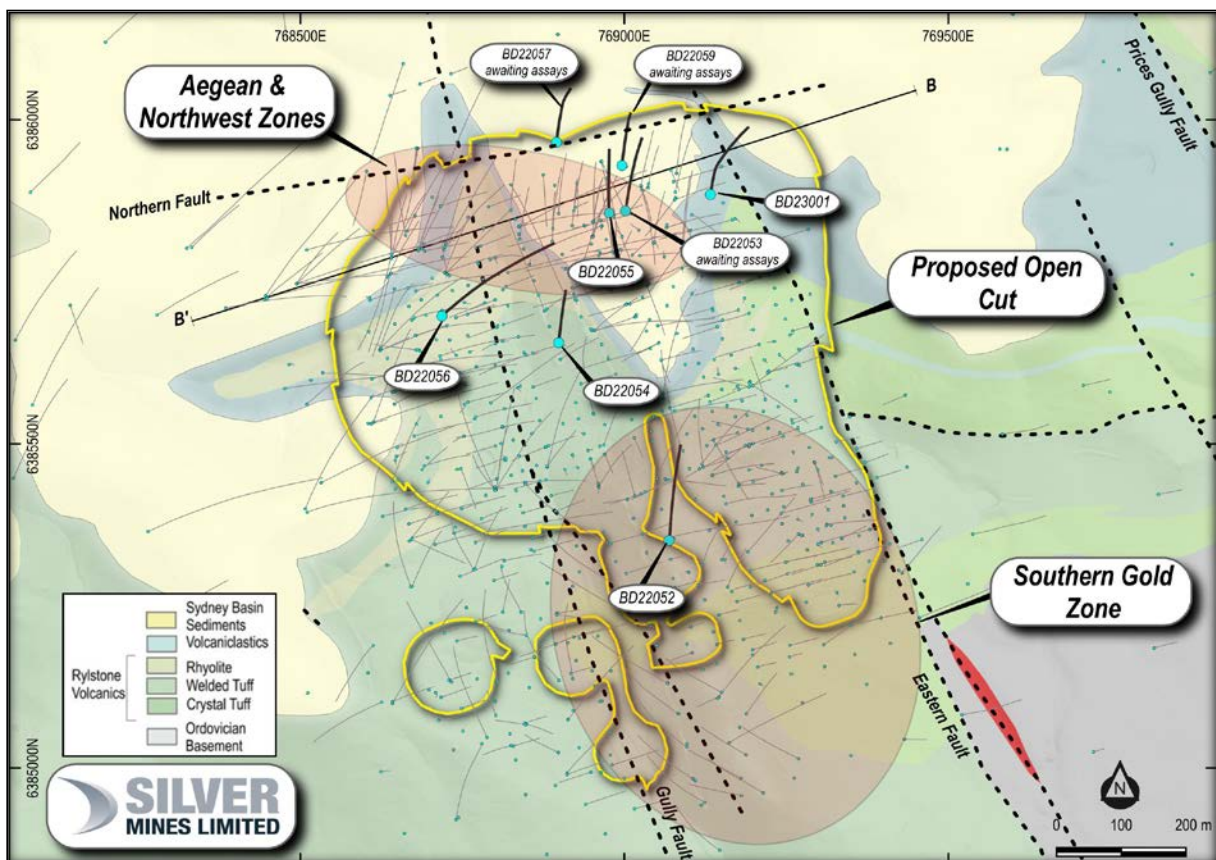 768500E
769000E
769500E
BD22057
awaiting assays
BD22059
awaiting assays
Prices Gully Fault
Aegean &
Northwest Zones
B
6386000N
Northern Fault
BD23001
BD22055
BD22053
awaiting assays
Proposed Open
Cut
B'
BD22056
BD22054
6385500N
BD22052
Southern Gold
Zone
Sydney Basin
Sediments
Volcaniclastics
Rylstone
Volcanics
Rhyolite
Welded Tuff
Crystal Tuff
Ordovician
Basement
Eastern Fault
6385000N
SILVER
MINES LIMITED
Gully Fault
N
0 100 200 m